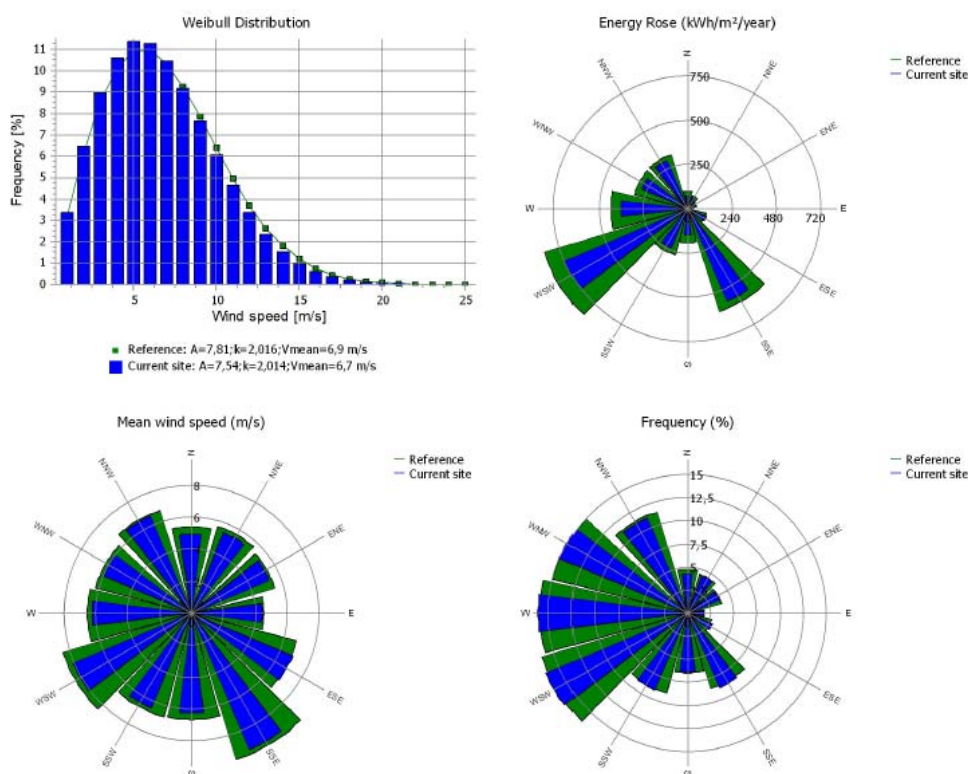 Weibull Distribution
11
10
9
8
7
6
5
4
3
2
1
0
Frequency [%]
5
10
15
20
25
Wind speed [m/s]
Reference: A=7,81;k=2,016;Vmean=6,9 m/s
Current site: A=7,54;k=2,014;Vmean=6,7 m/s
Energy Rose (kWh/m²/year)
Reference
Current site
N
NNE
ENE
E
ESE
SSE
S
SSW
WSW
W
WNW
NNW
750
500
250
240
480
720
Mean wind speed (m/s)
Reference
Current site
N
NNE
ENE
E
ESE
SSE
S
SSW
WSW
W
WNW
NNW
8
6
Frequency (%)
Reference
Current site
N
NNE
ENE
E
ESE
SSE
S
SSW
WSW
W
WNW
NNW
15
12,5
10
7,5
5